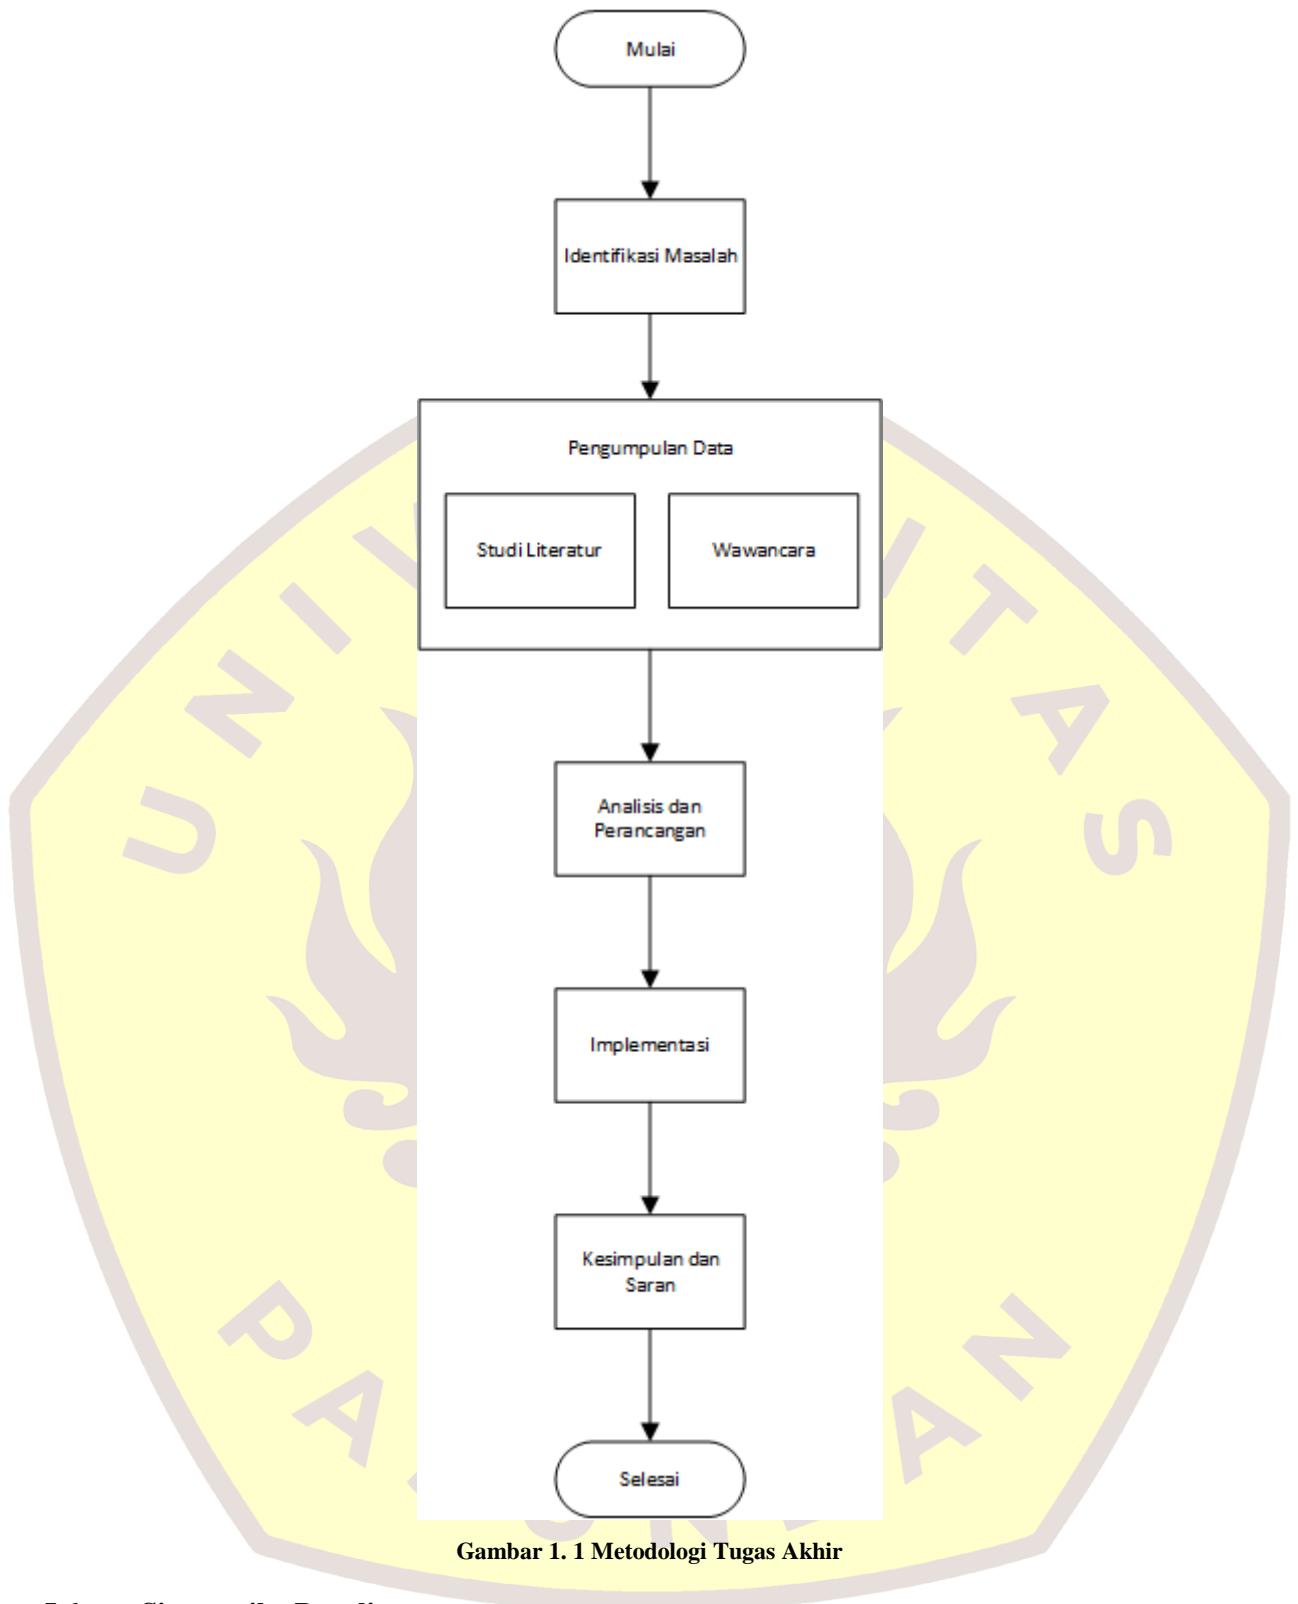 Mulai
Identifikasi Masalah
Pengumpulan Data
Studi Literatur
Wawancara
Analisis dan
Perancangan
Implementasi
Kesimpulan dan
Saran
Selesai
Gambar 1. 1 Metodologi Tugas Akhir